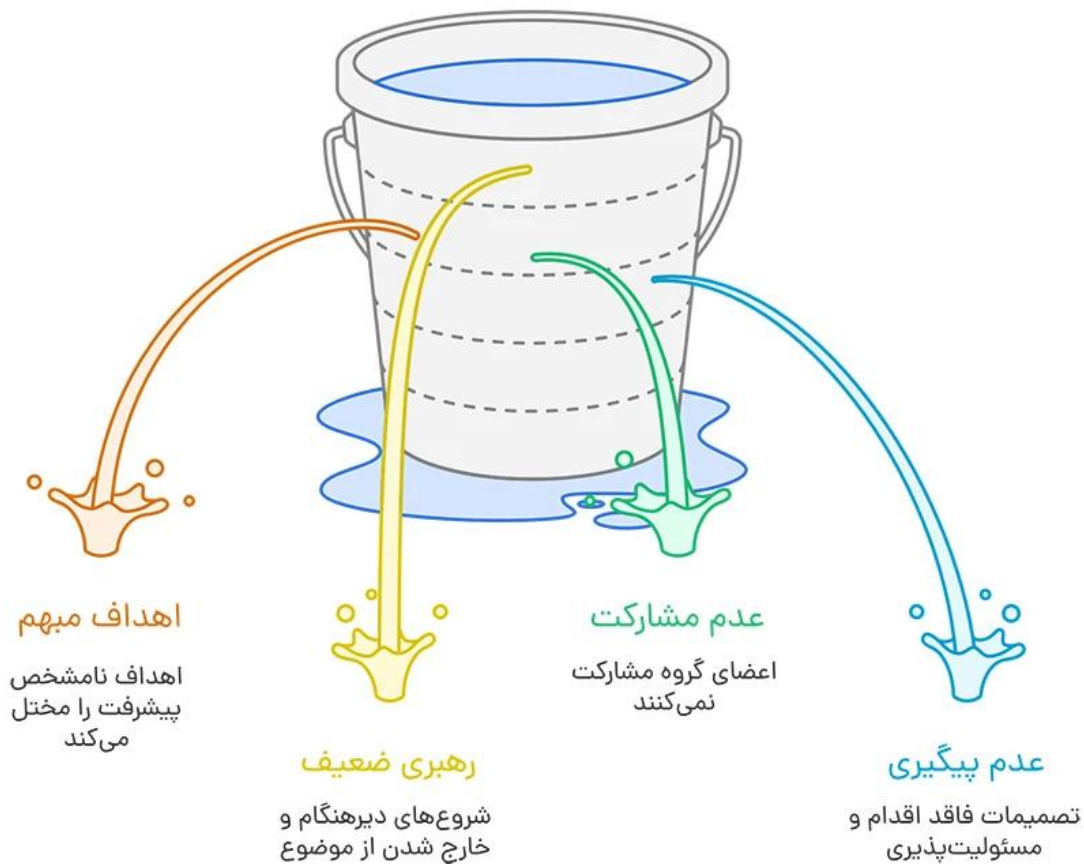 اهداف مبهم
اهداف نامشخص
پیشرفت را مختل
می‌کند
رهبری ضعیف
شروع‌های دیرهنگام و
خارج شدن از موضوع
عدم مشارکت
اعضای گروه مشارکت
نمی‌کنند
عدم پیگیری
تصمیمات فاقد اقدام و
مسئولیت‌پذیری